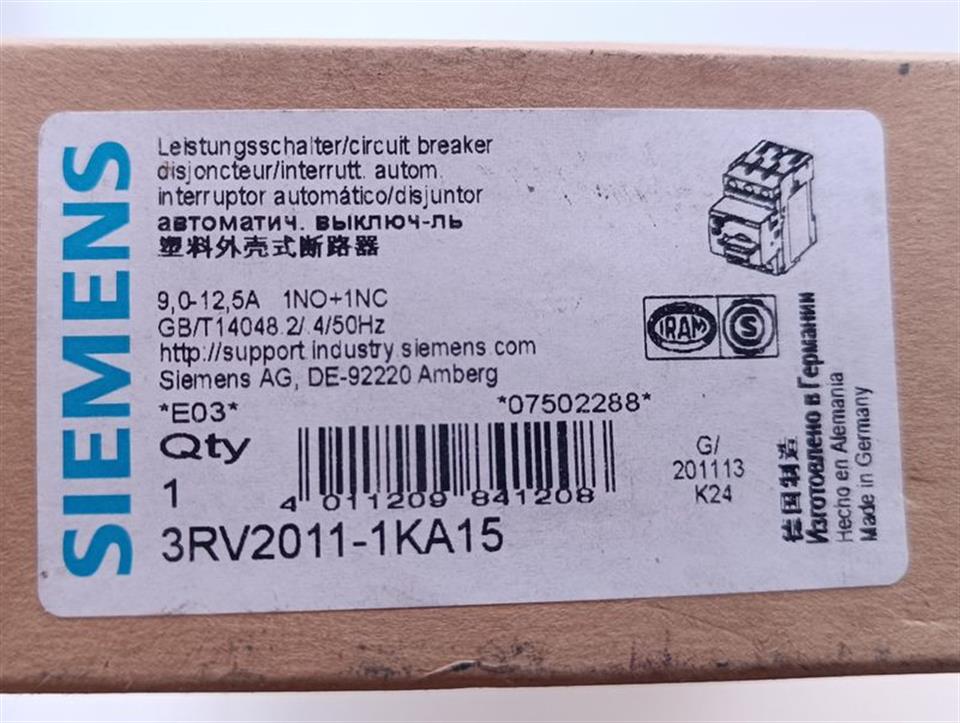 SIEMENS
Leistungsschalter/circuit breaker
disjoncteur/interrutt. autom.
interruptor automático/disjuntor
автоматич. выключ-ль
塑料外壳式断路器
9,0-12,5A 1NO+1NC
GB/T14048.2/.4/50Hz
http://support.industry.siemens.com
Siemens AG, DE-92220 Amberg
*E03* *07502288*
Qty
1
4 011209 841208
3RV2011-1KA15
IRAM S
G/
201113
K24
德国制造
Изготовлено в Германии
Hecho en Alemania
Made in Germany